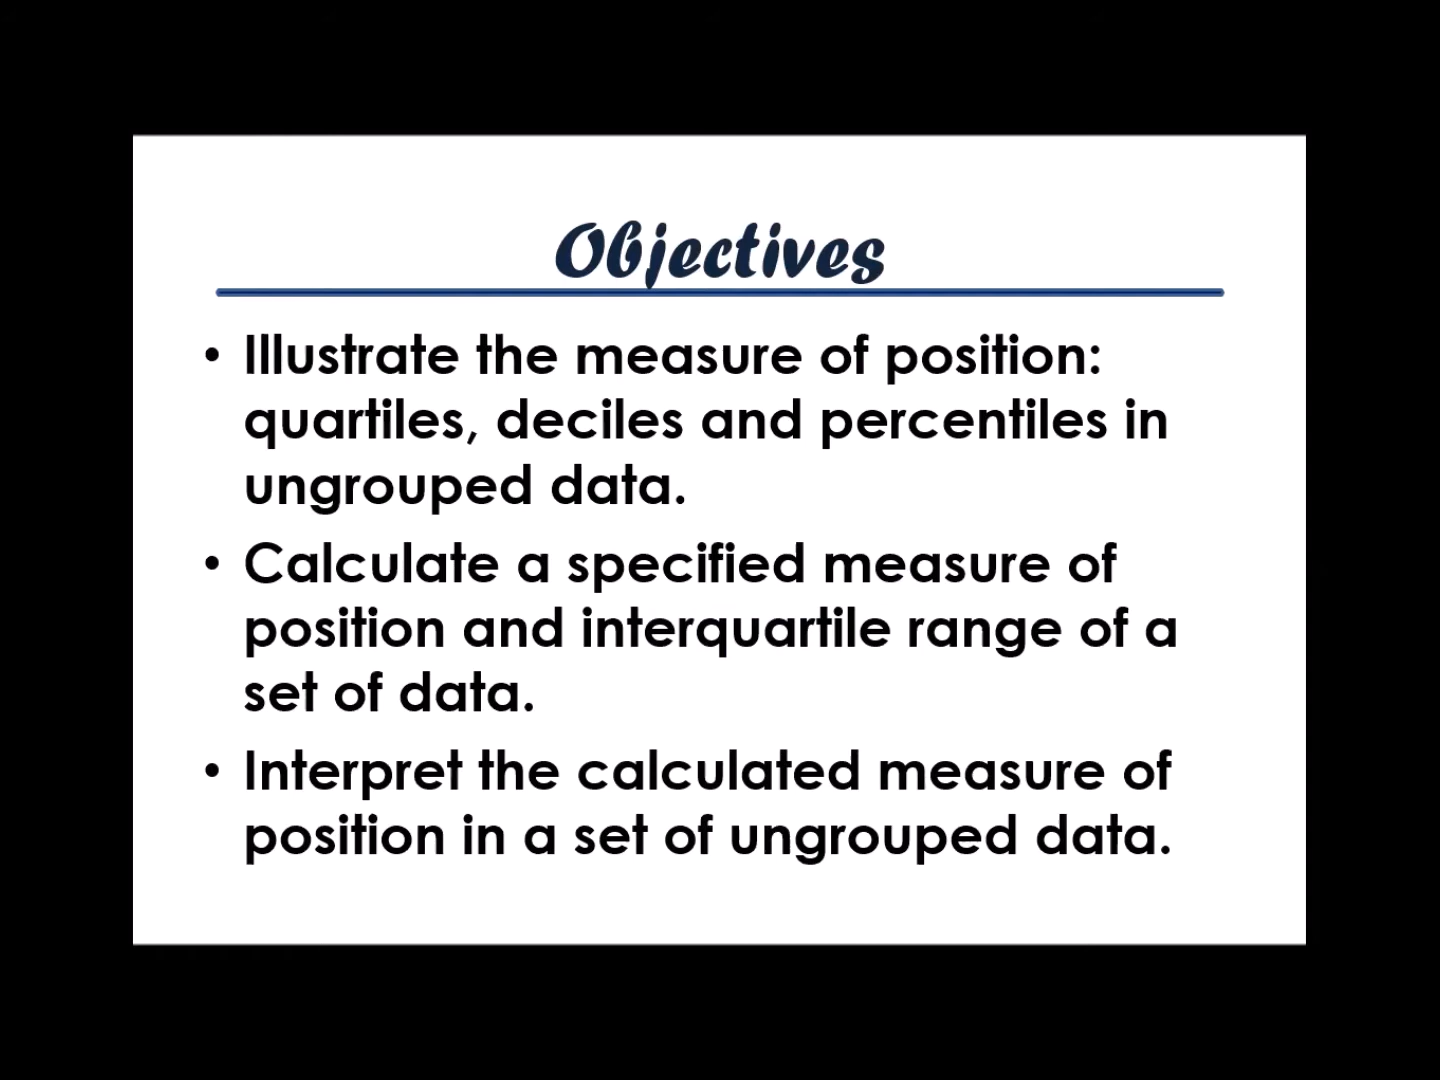 Objectives
• Illustrate the measure of position:
quartiles, deciles and percentiles in
ungrouped data.
• Calculate a specified measure of
position and interquartile range of a
set of data.
• Interpret the calculated measure of
position in a set of ungrouped data.